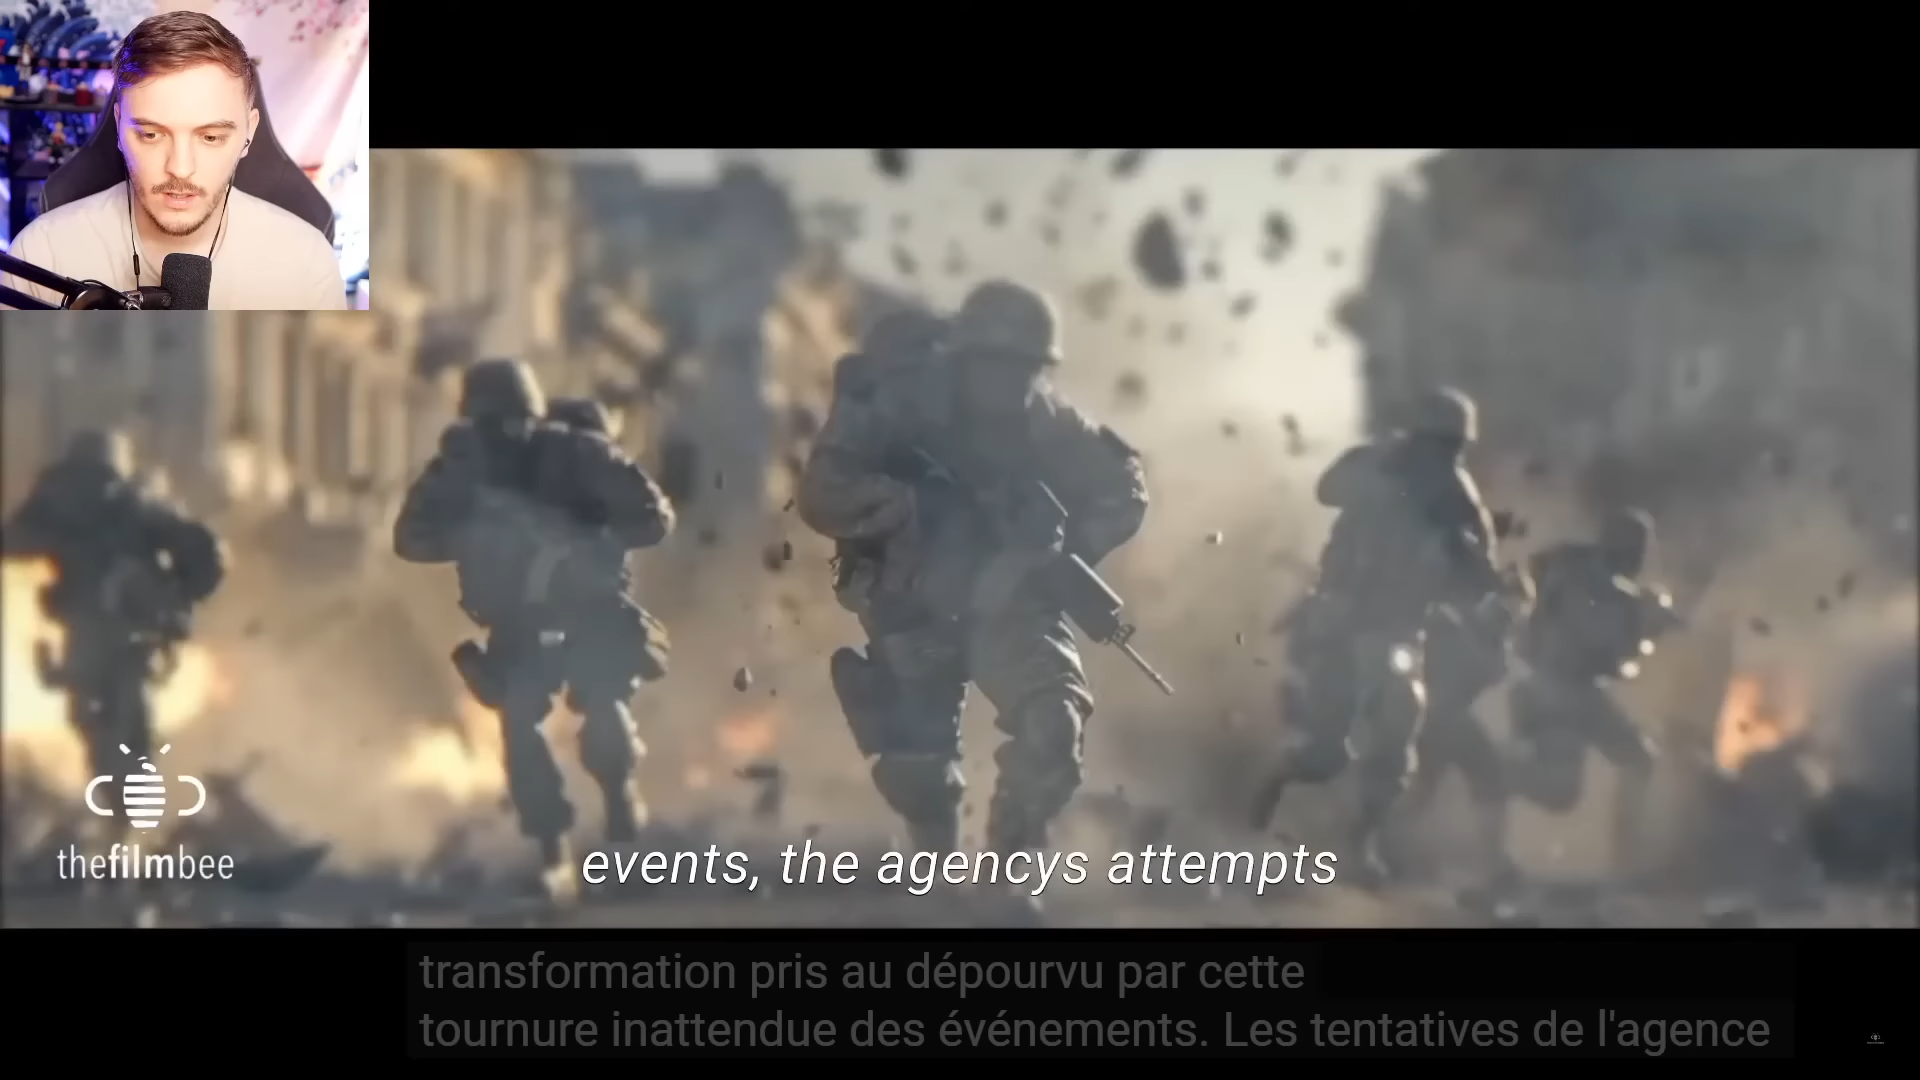 thefilmbee
events, the agencys attempts
transformation pris au dépourvu par cette
tournure inattendue des événements. Les tentatives de l'agence